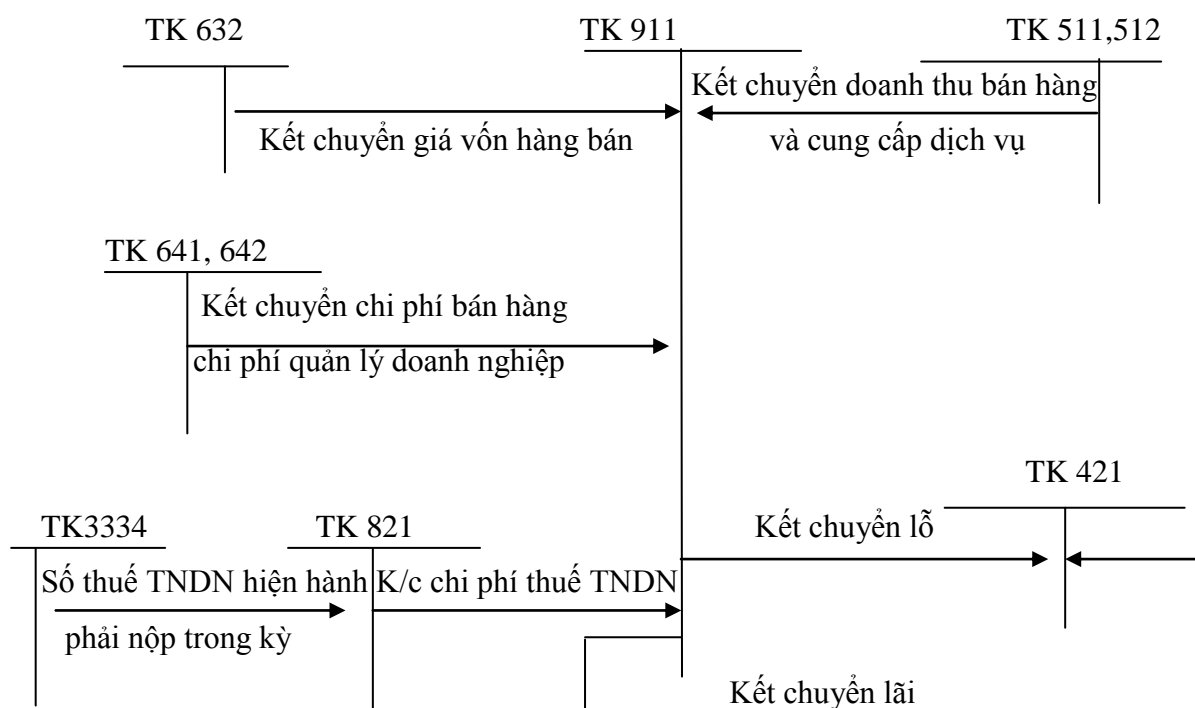 TK 632
TK 911
TK 511,512
Kết chuyển doanh thu bán hàng
Kết chuyển giá vốn hàng bán
và cung cấp dịch vụ
TK 641, 642
Kết chuyển chi phí bán hàng
chi phí quản lý doanh nghiệp
TK 421
TK3334
TK 821
Kết chuyển lỗ
Số thuế TNDN hiện hành
K/c chi phí thuế TNDN
phải nộp trong kỳ
Kết chuyển lãi